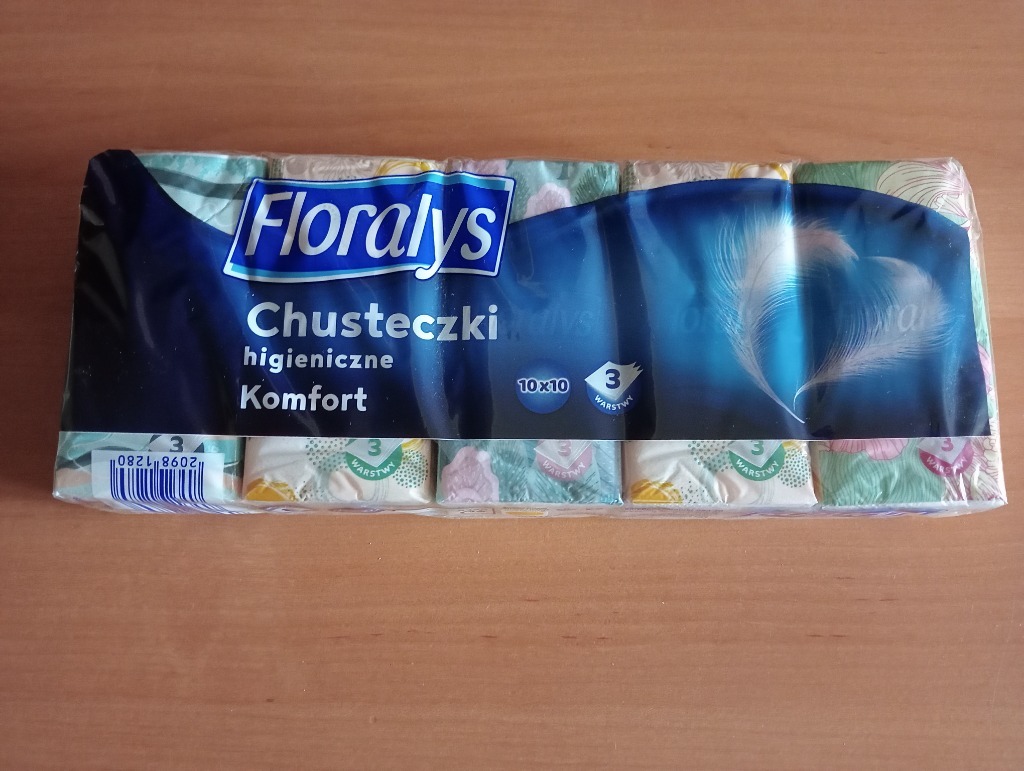 Floralys
Chusteczki
higieniczne
Komfort
10x10
3
WARSTWY
3
3
WARSTWY
3
WARSTWY
3
WARSTWY
3
WARSTWY
2098 1280